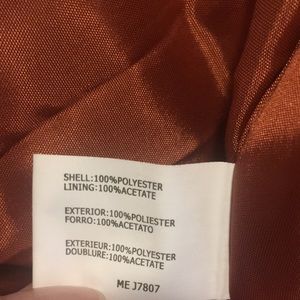 SHELL:100%POLYESTER
LINING:100%ACETATE
EXTERIOR:100%POLIESTER
FORRO:100%ACETATO
EXTERIEUR:100%POLYESTER
DOUBLURE:100%ACETATE
ME J7807